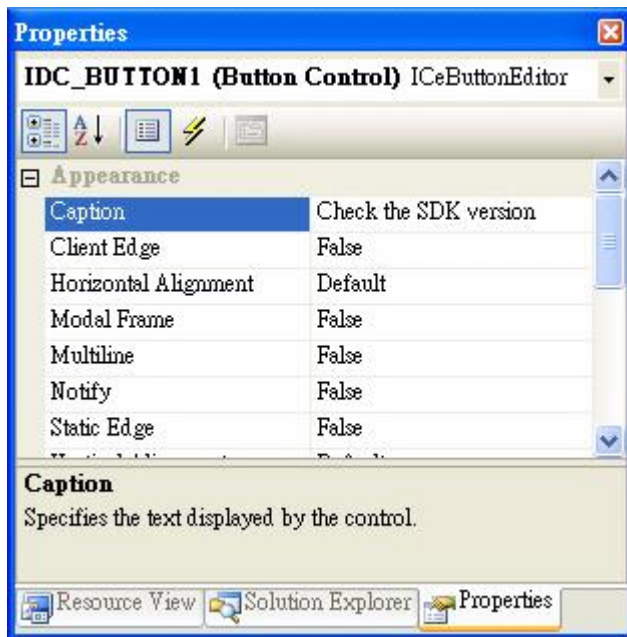 Properties
IDC_BUTTON1 (Button Control) ICeButtonEditor
Appearance
Caption Check the SDK version
Client Edge False
Horizontal Alignment Default
Modal Frame False
Multiline False
Notify False
Static Edge False
Caption
Specifies the text displayed by the control.
Resource View Solution Explorer Properties